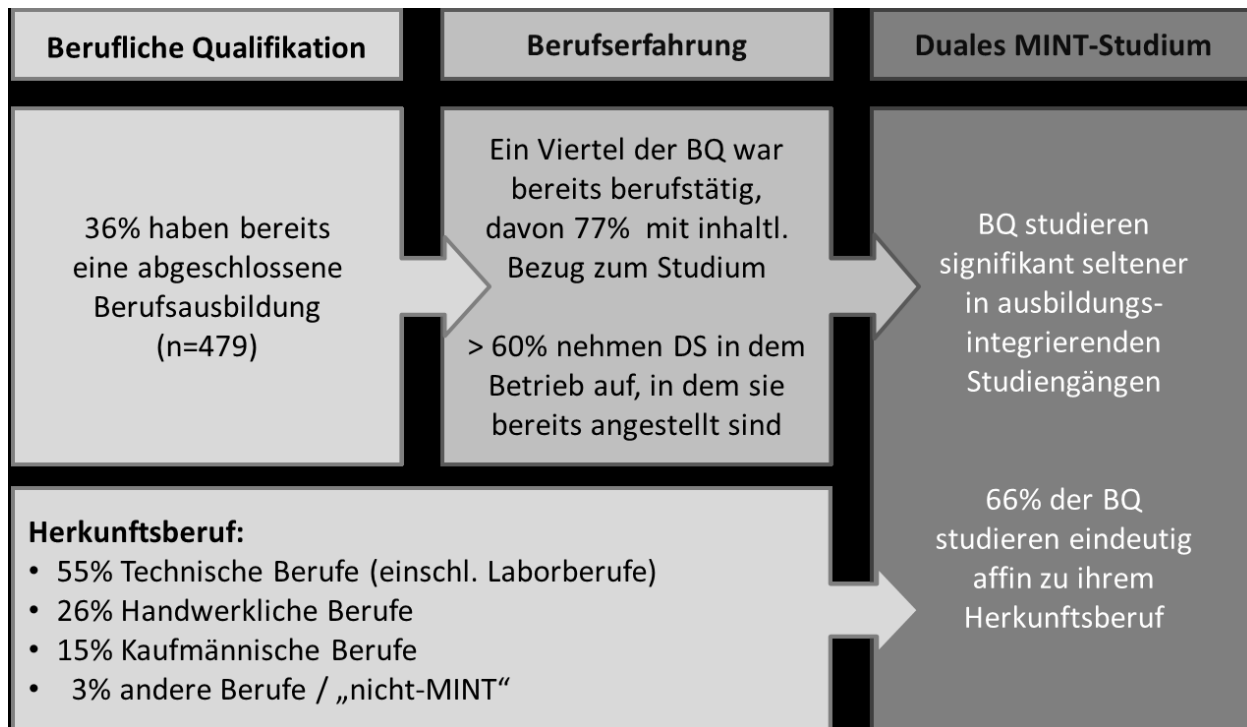 Berufliche Qualifikation
Berufserfahrung
Duales MINT-Studium
36% haben bereits
eine abgeschlossene
Berufsausbildung
(n=479)
Ein Viertel der BQ war
bereits berufstätig,
davon 77% mit inhaltl.
Bezug zum Studium
> 60% nehmen DS in dem
Betrieb auf, in dem sie
bereits angestellt sind
BQ studieren
signifikant seltener
in ausbildungs-
integrierenden
Studiengängen
66% der BQ
studieren eindeutig
affin zu ihrem
Herkunftsberuf
Herkunftsberuf:
• 55% Technische Berufe (einschl. Laborberufe)
• 26% Handwerkliche Berufe
• 15% Kaufmännische Berufe
• 3% andere Berufe / „nicht-MINT“